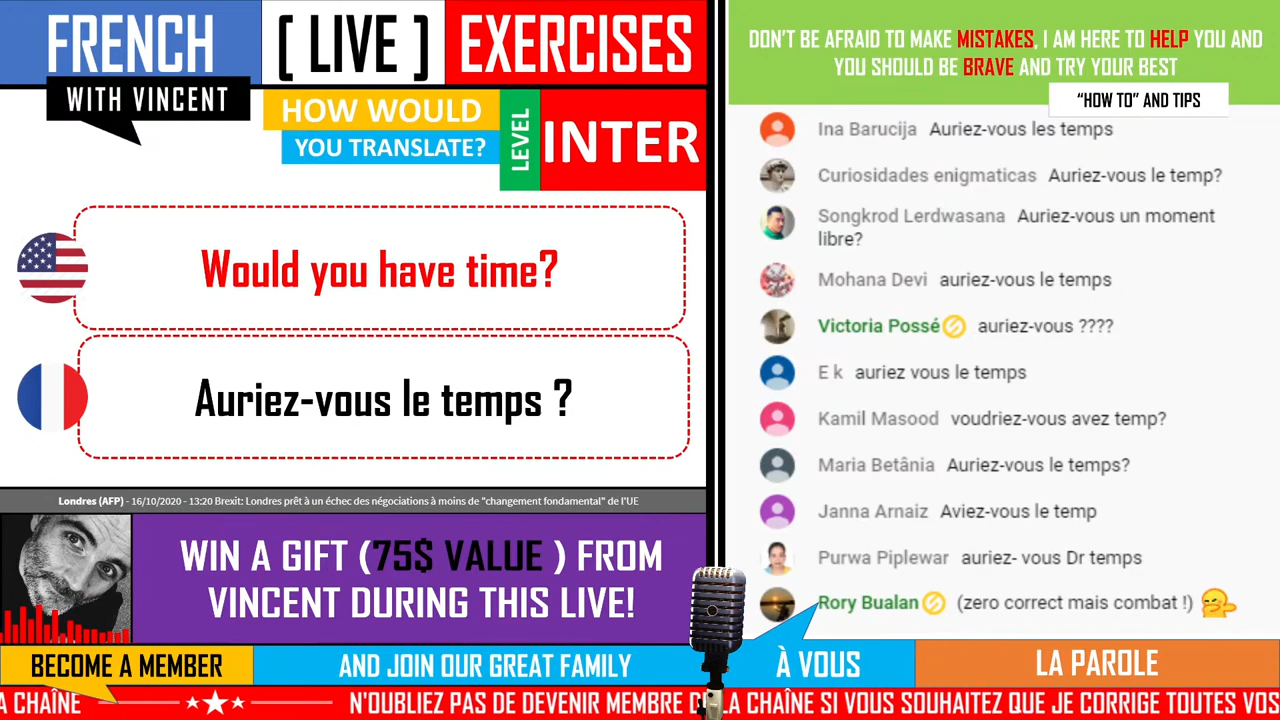 FRENCH
[ LIVE ]
EXERCISES
WITH VINCENT
HOW WOULD
YOU TRANSLATE?
LEVEL
INTER
Would you have time?
Auriez-vous le temps ?
Londres (AFP) - 16/10/2020 - 13:20 Brexit: Londres prêt à un échec des négociations à moins de "changement fondamental" de l'UE
WIN A GIFT (75$ VALUE ) FROM
VINCENT DURING THIS LIVE!
BECOME A MEMBER
AND JOIN OUR GREAT FAMILY
DON'T BE AFRAID TO MAKE MISTAKES, I AM HERE TO HELP YOU AND
YOU SHOULD BE BRAVE AND TRY YOUR BEST
“HOW TO” AND TIPS
Ina Barucija Auriez-vous les temps
Curiosidades enigmaticas Auriez-vous le temp?
Songkrod Lerdwasana Auriez-vous un moment
libre?
Mohana Devi auriez-vous le temps
Victoria Possé auriez-vous ????
E k auriez vous le temps
Kamil Masood voudriez-vous avez temp?
Maria Betânia Auriez-vous le temps?
Janna Arnaiz Aviez-vous le temp
Purwa Piplewar auriez- vous Dr temps
Rory Bualan (zero correct mais combat !)
À VOUS
LA PAROLE
A CHAÎNE N'OUBLIEZ PAS DE DEVENIR MEMBRE DE LA CHAÎNE SI VOUS SOUHAITEZ QUE JE CORRIGE TOUTES VOS